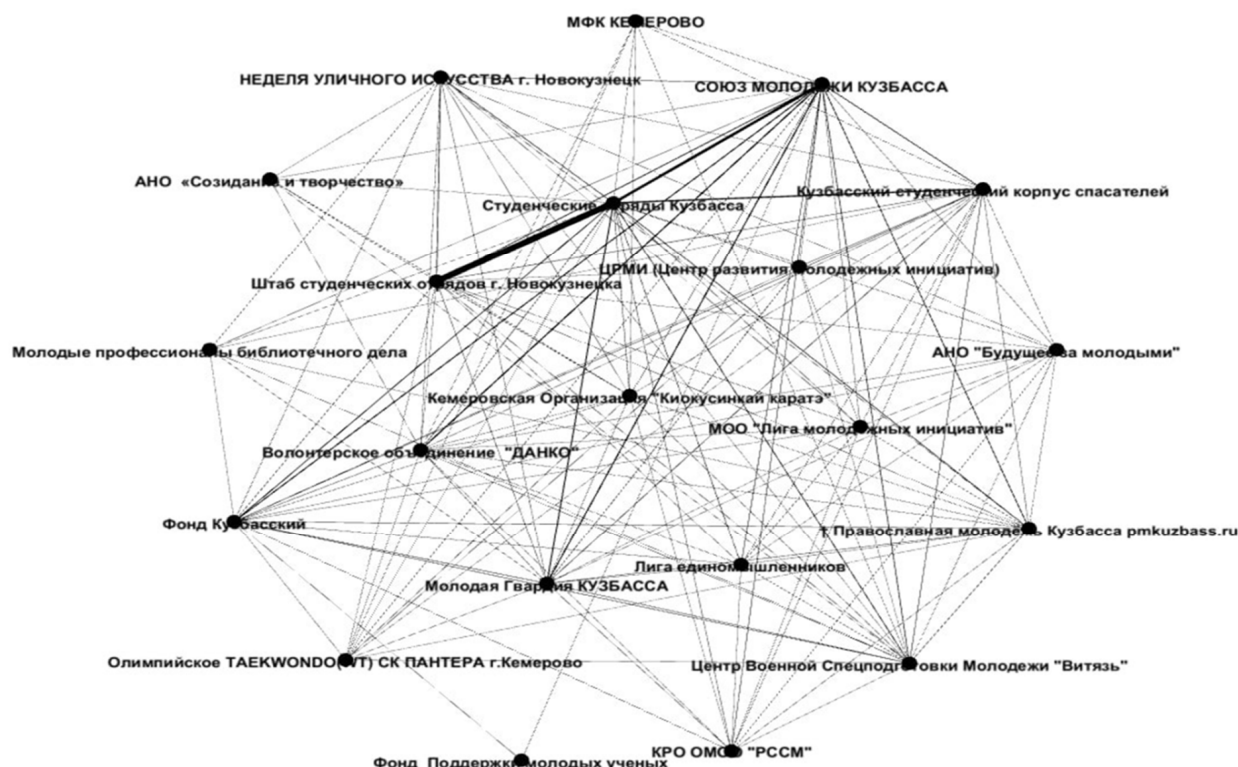 МФК КЕМЕРОВО
НЕДЕЛЯ УЛИЧНОГО ИСКУССТВА г. Новокузнецк
СОЮЗ МОЛОДЕЖИ КУЗБАССА
АНО «Созидание и творчество»
Кузбасский студенческий корпус спасателей
Студенческие отряды Кузбасса
ЦРМИ (Центр развития молодежных инициатив)
Штаб студенческих отрядов г. Новокузнецка
Молодые профессионалы библиотечного дела
АНО "Будущее за молодыми"
Кемеровская Организация "Киокусинкай каратэ"
МОО "Лига молодежных инициатив"
Волонтерское объединение "ДАНКО"
Фонд Кузбасский
† Православная молодёжь Кузбасса pmkuzbass.ru
Лига единомышленников
Молодая Гвардия КУЗБАССА
Олимпийское TAEKWONDO(WT) СК ПАНТЕРА г.Кемерово
Центр Военной Спецподготовки Молодежи "Витязь"
КРО ОМОО "РССМ"
Фонд Поддержки молодых ученых